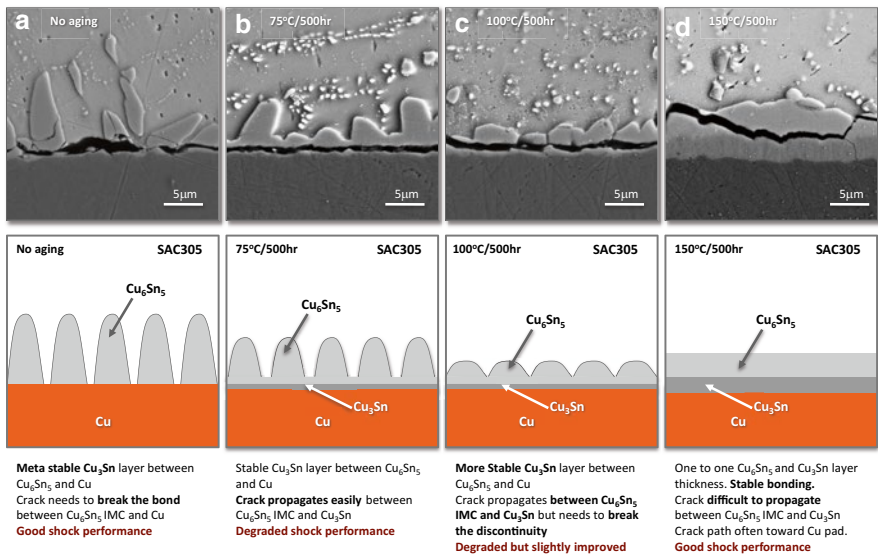 a
No aging
5μm
b
75°C/500hr
5μm
c
100°C/500hr
5μm
d
150°C/500hr
5μm
No aging
SAC305
Cu₆Sn₅
Cu
75°C/500hr
SAC305
Cu₆Sn₅
Cu₃Sn
Cu
100°C/500hr
SAC305
Cu₆Sn₅
Cu₃Sn
Cu
150°C/500hr
SAC305
Cu₆Sn₅
Cu₃Sn
Cu
Meta stable Cu₃Sn layer between
Cu₆Sn₅ and Cu
Crack needs to break the bond
between Cu₆Sn₅ IMC and Cu
Good shock performance
Stable Cu₃Sn layer between Cu₆Sn₅
and Cu
Crack propagates easily between
Cu₆Sn₅ IMC and Cu₃Sn
Degraded shock performance
More Stable Cu₃Sn layer between
Cu₆Sn₅ and Cu
Crack propagates between Cu₆Sn₅
IMC and Cu₃Sn but needs to break
the discontinuity
Degraded but slightly improved
One to one Cu₆Sn₅ and Cu₃Sn layer
thickness. Stable bonding.
Crack difficult to propagate
between Cu₆Sn₅ IMC and Cu₃Sn
Crack path often toward Cu pad.
Good shock performance